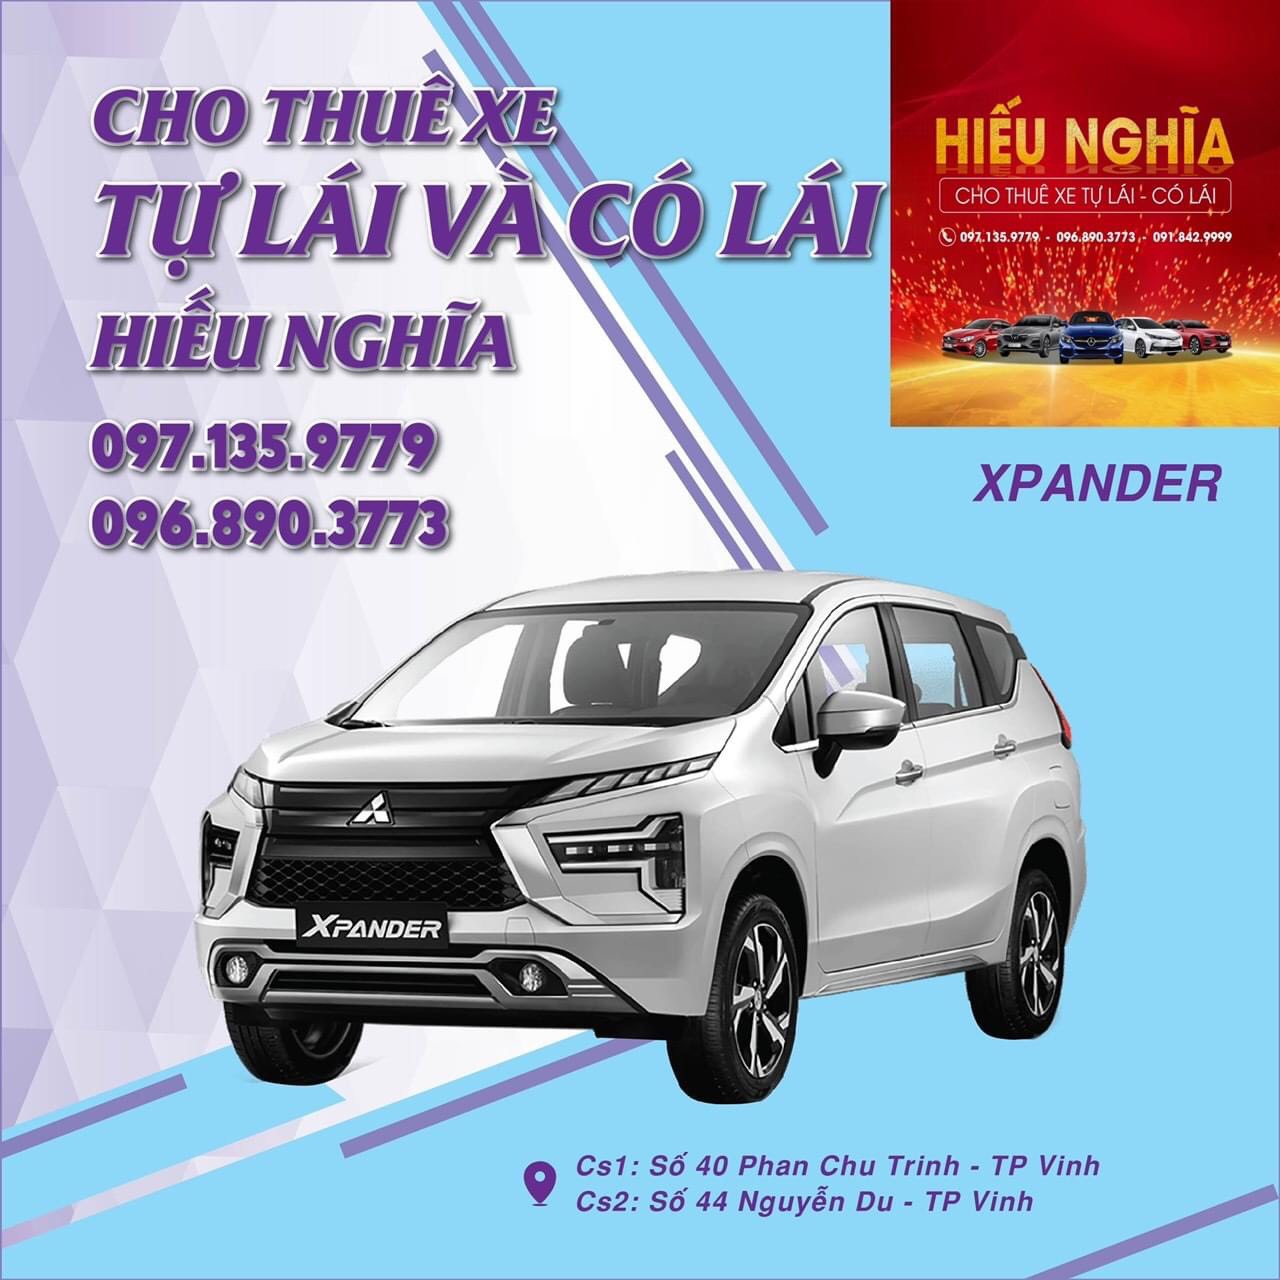 CHO THUÊ XE
TỰ LÁI VÀ CÓ LÁI
HIẾU NGHĨA
097.135.9779
096.890.3773
HIẾU NGHĨA
CHO THUÊ XE TỰ LÁI - CÓ LÁI
097.135.9779 - 096.890.3773 - 091.842.9999
XPANDER
XPANDER
Cs1: Số 40 Phan Chu Trinh - TP Vinh
Cs2: Số 44 Nguyễn Du - TP Vinh